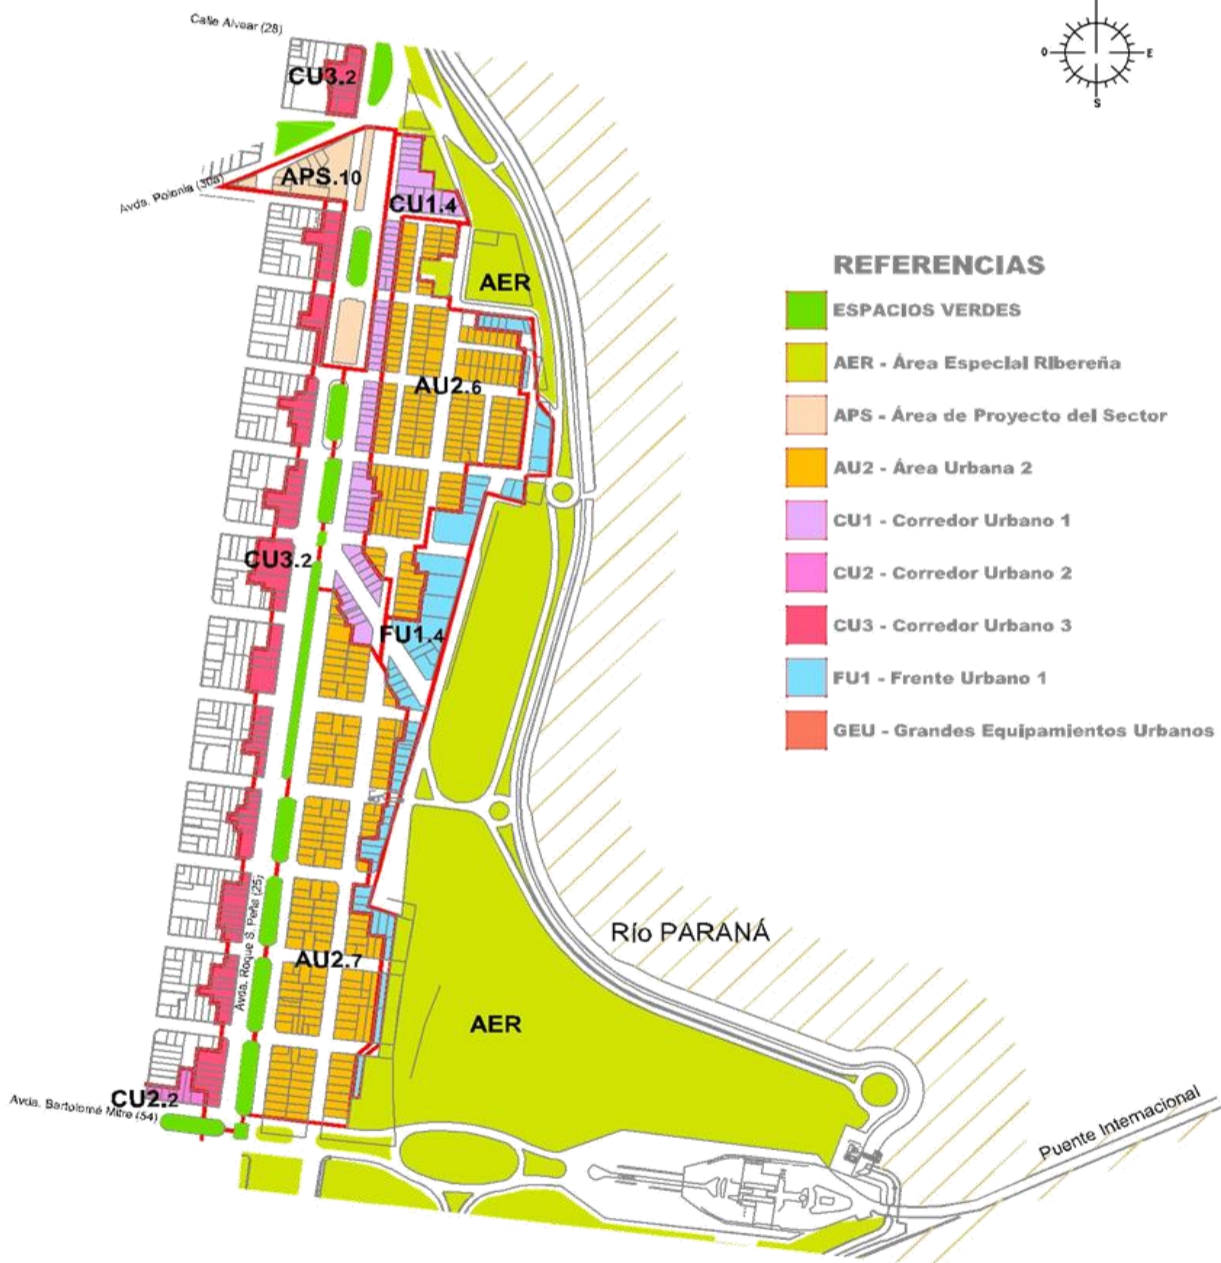 Calle Alvear (28)
O
E
S
CU3.2
APS.10
Avda. Polonia (30a)
CU1.4
AER
REFERENCIAS
ESPACIOS VERDES
AER - Área Especial Ribereña
APS - Área de Proyecto del Sector
AU2 - Área Urbana 2
CU1 - Corredor Urbano 1
CU2 - Corredor Urbano 2
CU3 - Corredor Urbano 3
FU1 - Frente Urbano 1
GEU - Grandes Equipamientos Urbanos
AU2.6
CU3.2
FU1.4
Avda. Roque S. Peña (25)
Río PARANÁ
AU2.7
AER
CU2.2
Avda. Bartolomé Mitre (54)
Puente Internacional